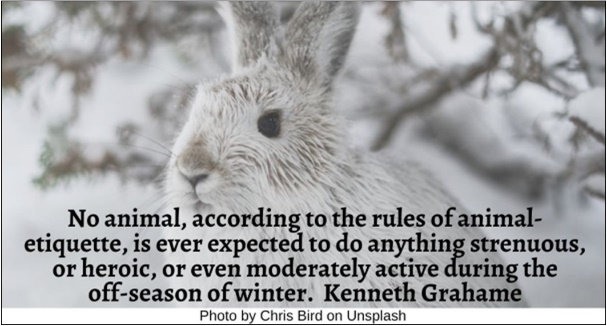 No animal, according to the rules of animal-
etiquette, is ever expected to do anything strenuous,
or heroic, or even moderately active during the
off-season of winter.  Kenneth Grahame
Photo by Chris Bird on Unsplash